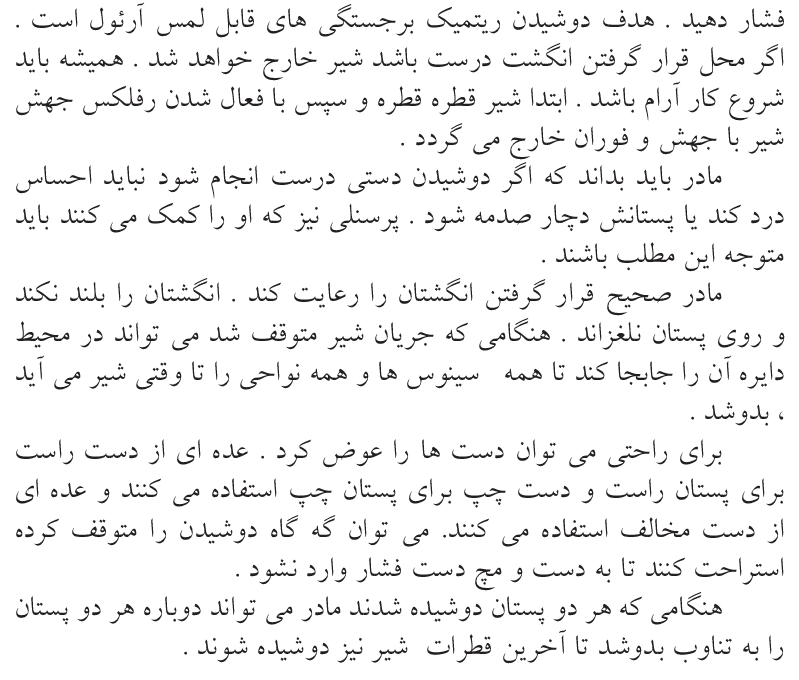 فشار دهید . هدف دوشیدن ریتمیک برجستگی های قابل لمس آرئول است .
اگر محل قرار گرفتن انگشت درست باشد شیر خارج خواهد شد . همیشه باید
شروع کار آرام باشد . ابتدا شیر قطره قطره و سپس با فعال شدن رفلکس جهش
شیر با جهش و فوران خارج می گردد .
مادر باید بداند که اگر دوشیدن دستی درست انجام شود نباید احساس
درد کند یا پستانش دچار صدمه شود . پرسنلی نیز که او را کمک می کنند باید
متوجه این مطلب باشند .
مادر صحیح قرار گرفتن انگشتان را رعایت کند . انگشتان را بلند نکند
و روی پستان نلغزاند . هنگامی که جریان شیر متوقف شد می تواند در محیط
دایره آن را جابجا کند تا همه سینوس ها و همه نواحی را تا وقتی شیر می آید
، بدوشد .
برای راحتی می توان دست ها را عوض کرد . عده ای از دست راست
برای پستان راست و دست چپ برای پستان چپ استفاده می کنند و عده ای
از دست مخالف استفاده می کنند. می توان گه گاه دوشیدن را متوقف کرده
استراحت کنند تا به دست و مچ دست فشار وارد نشود .
هنگامی که هر دو پستان دوشیده شدند مادر می تواند دوباره هر دو پستان
را به تناوب بدوشد تا آخرین قطرات شیر نیز دوشیده شوند .